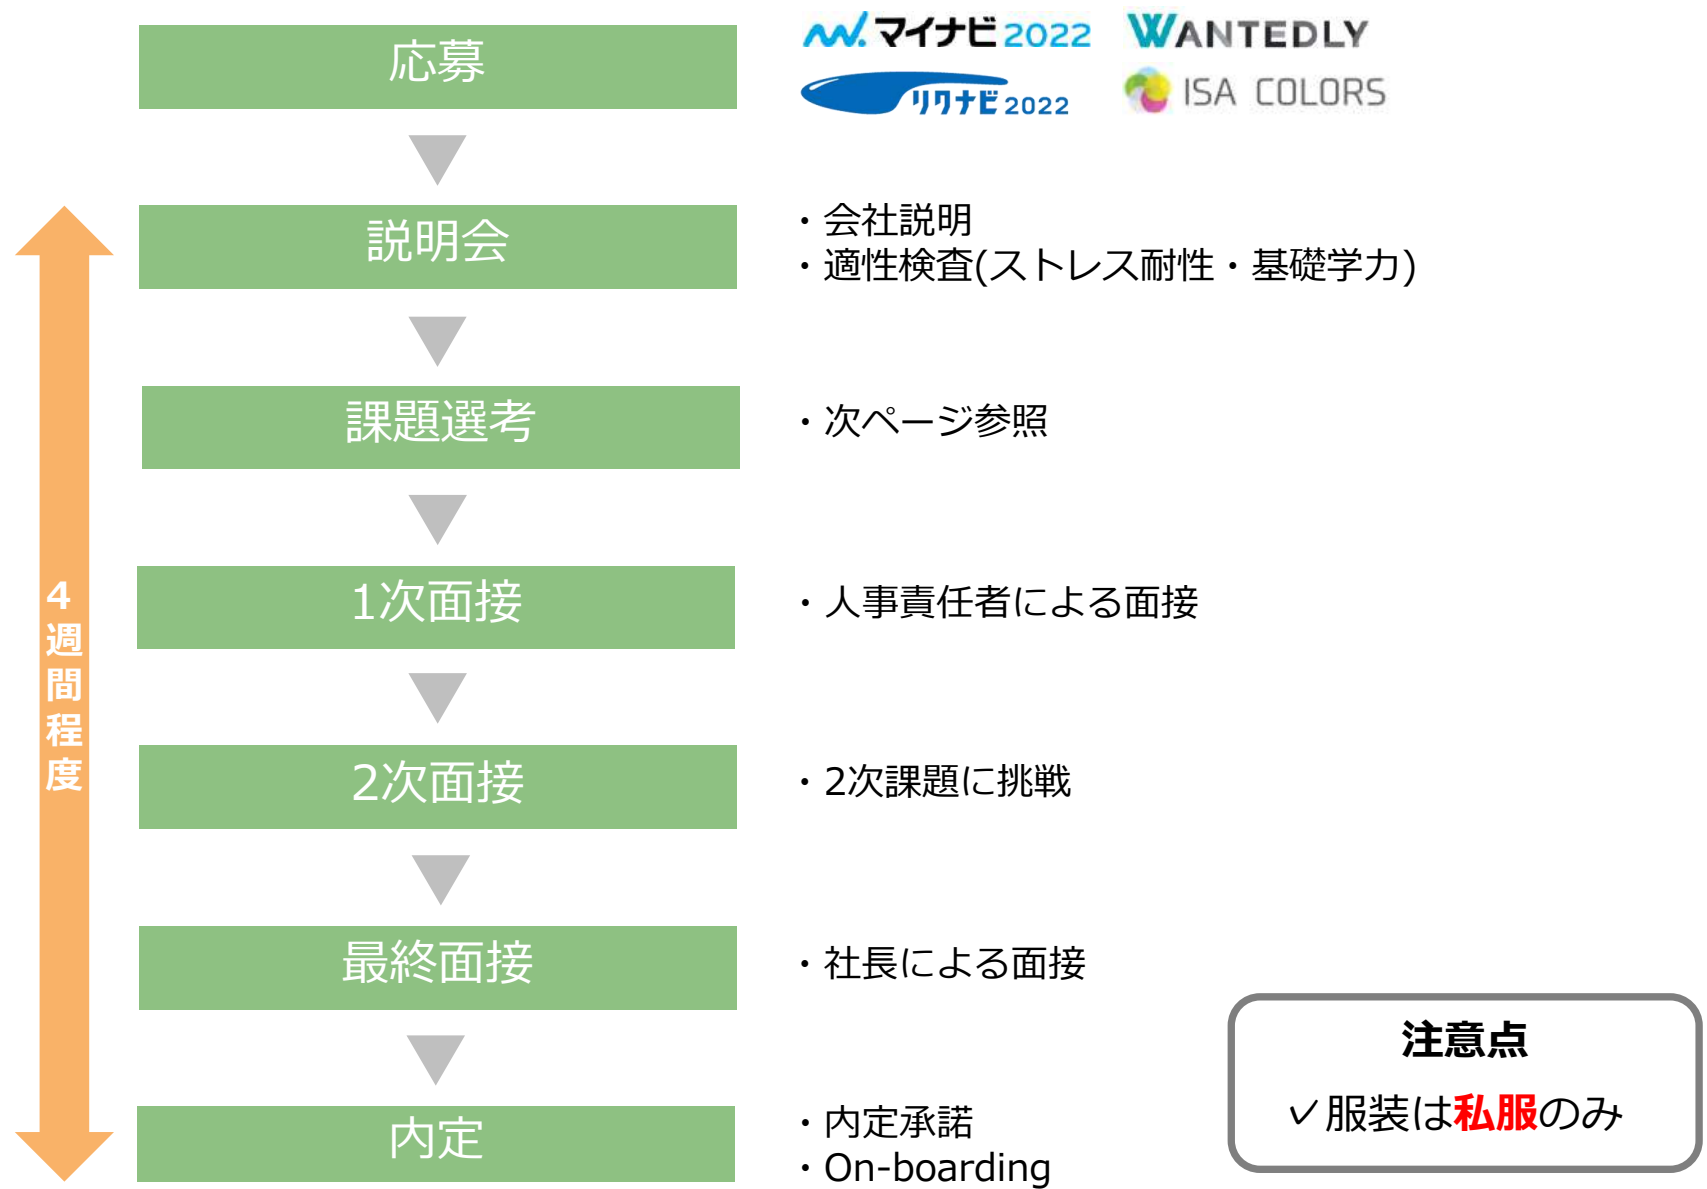 応募
マイナビ2022 WANTEDLY
リクナビ2022 ISA COLORS
説明会
・会社説明
・適性検査(ストレス耐性・基礎学力)
課題選考
・次ページ参照
4週間程度
1次面接
・人事責任者による面接
2次面接
・2次課題に挑戦
最終面接
・社長による面接
内定
・内定承諾
・On-boarding
注意点
✓服装は私服のみ